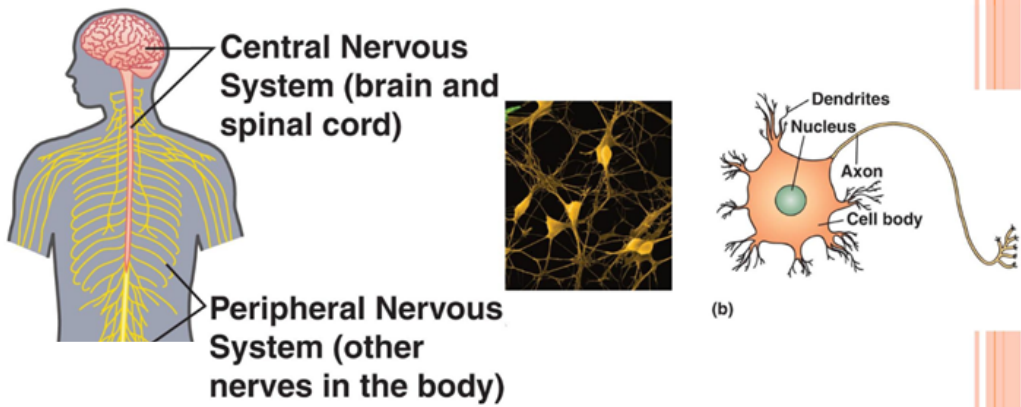 Central Nervous
System (brain and
spinal cord)
Peripheral Nervous
System (other
nerves in the body)
Dendrites
Nucleus
Axon
Cell body
(b)